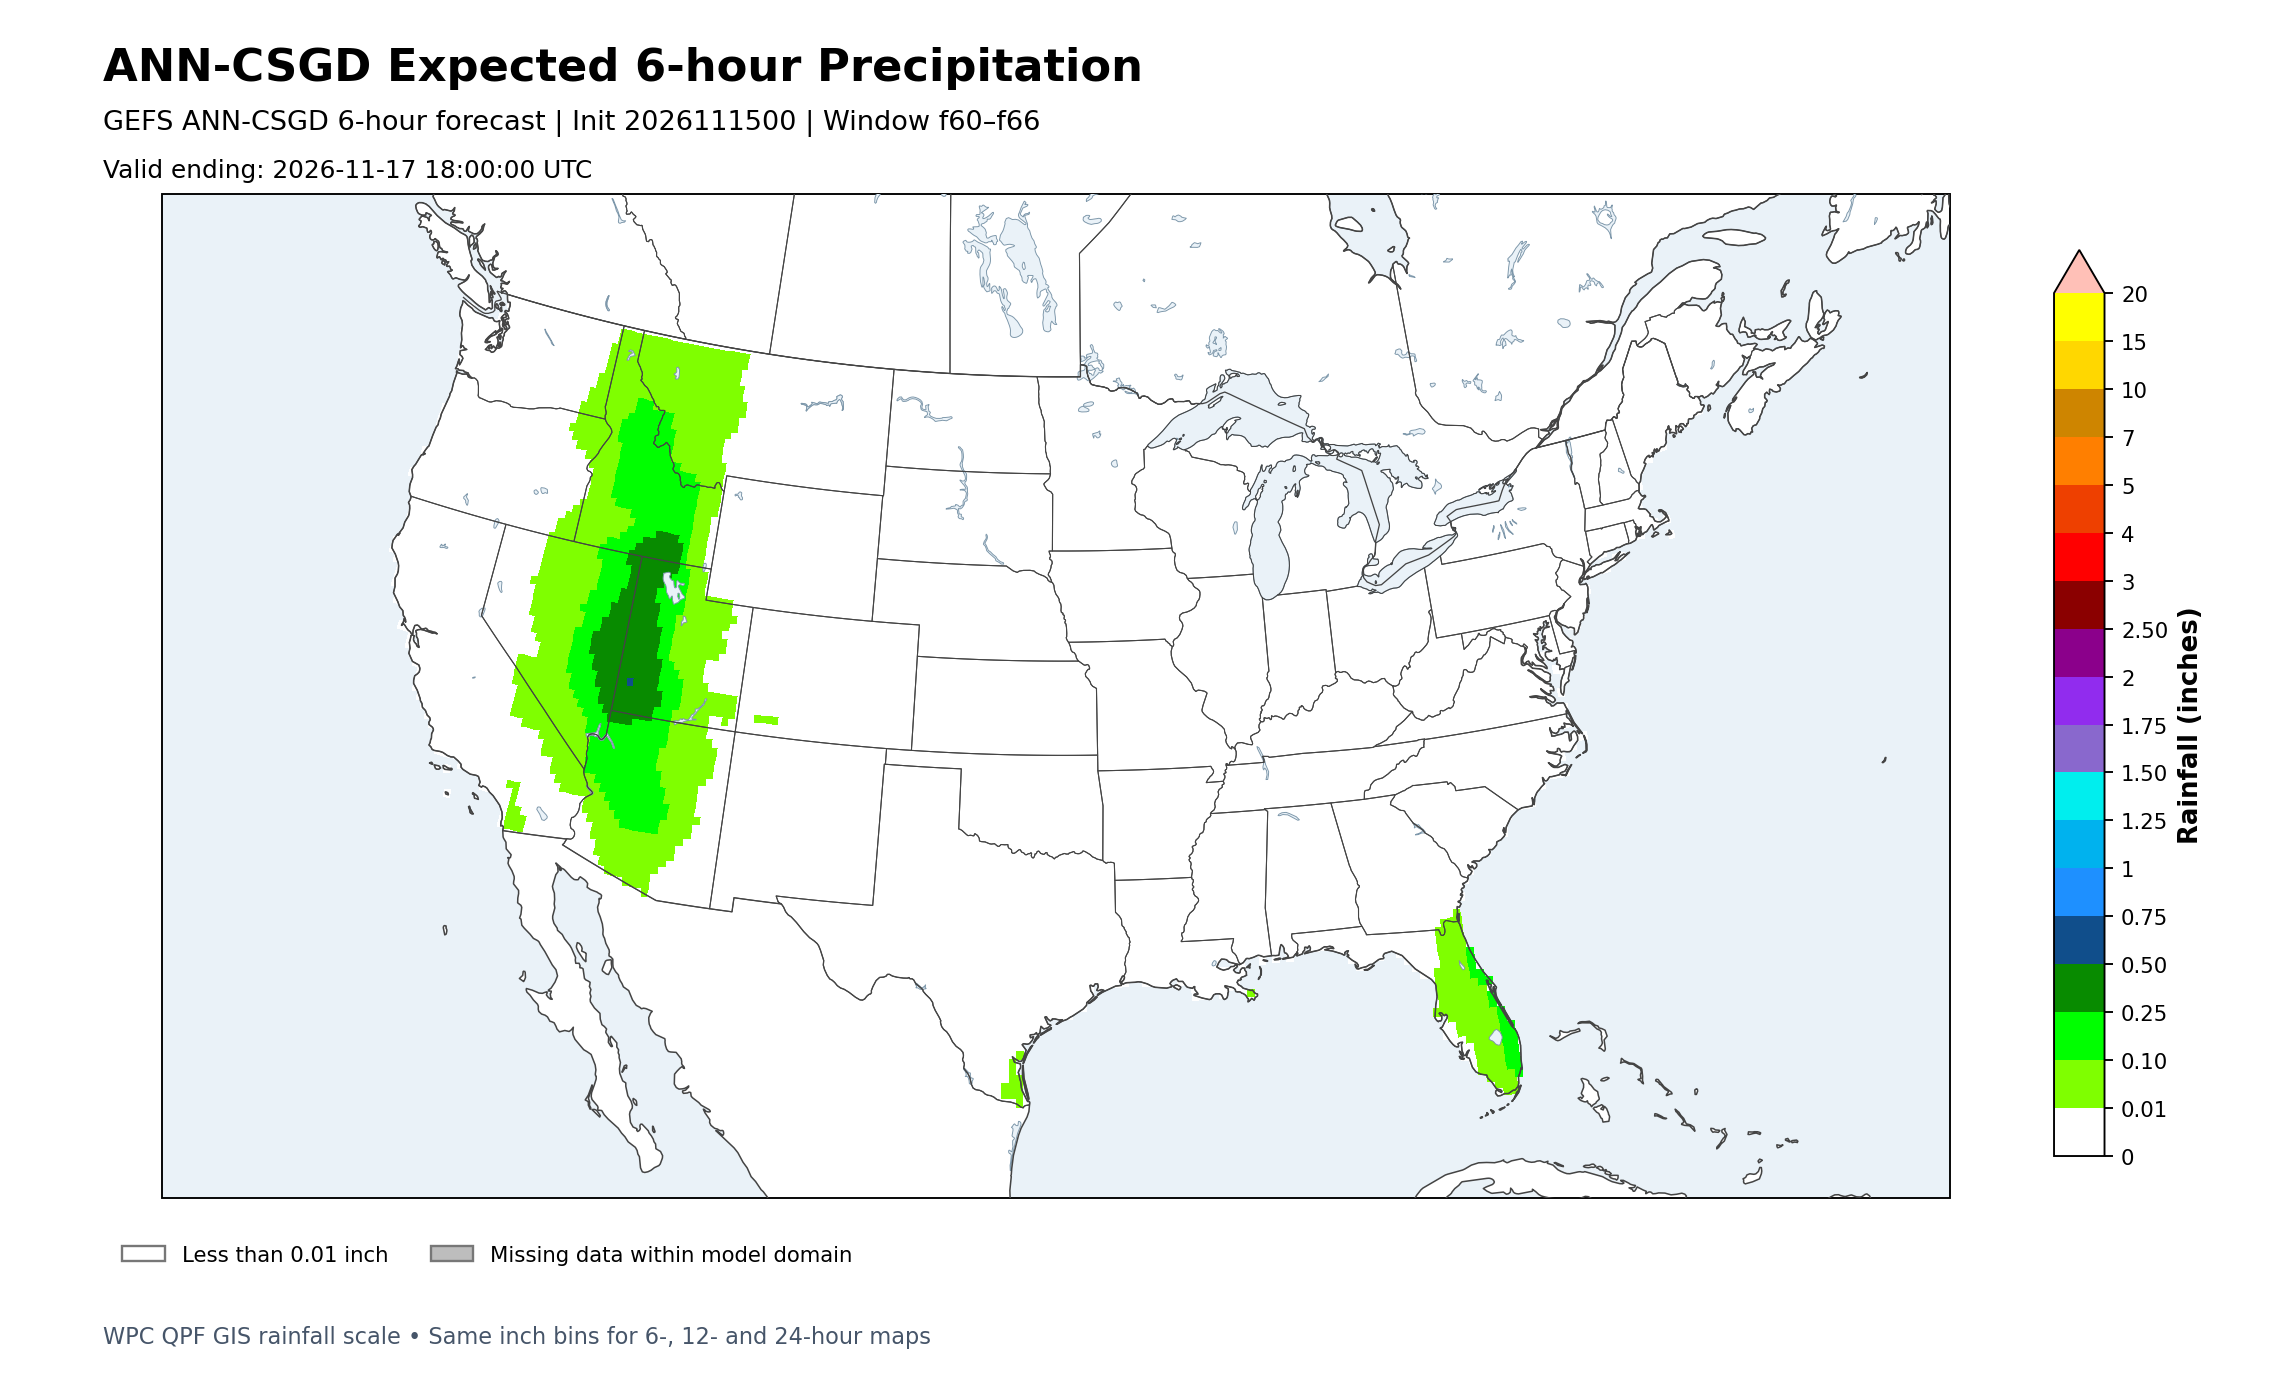 ANN-CSGD Expected 6-hour Precipitation
GEFS ANN-CSGD 6-hour forecast | Init 2026111500 | Window f60–f66
Valid ending: 2026-11-17 18:00:00 UTC
20
15
10
7
5
4
3
2.50
2
1.75
1.50
1.25
1
0.75
0.50
0.25
0.10
0.01
0
Rainfall (inches)
Less than 0.01 inch
Missing data within model domain
WPC QPF GIS rainfall scale • Same inch bins for 6-, 12- and 24-hour maps